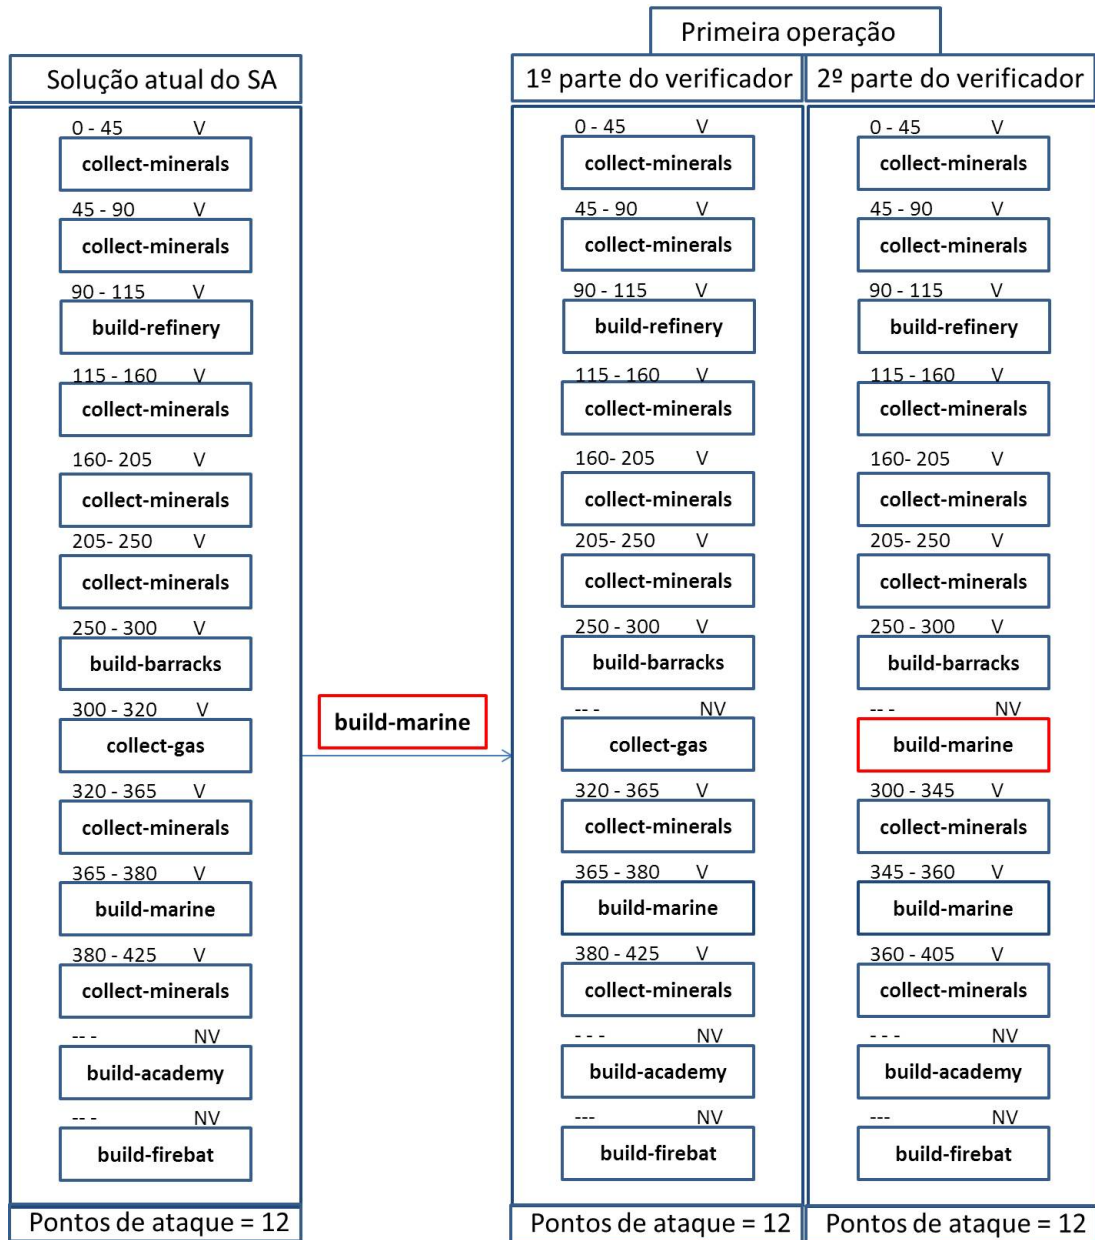 Primeira operação
Solução atual do SA
0 - 45 V
collect-minerals
45 - 90 V
collect-minerals
90 - 115 V
build-refinery
115 - 160 V
collect-minerals
160- 205 V
collect-minerals
205- 250 V
collect-minerals
250 - 300 V
build-barracks
300 - 320 V
collect-gas
320 - 365 V
collect-minerals
365 - 380 V
build-marine
380 - 425 V
collect-minerals
-- - NV
build-academy
-- - NV
build-firebat
Pontos de ataque = 12
build-marine
1º parte do verificador
0 - 45 V
collect-minerals
45 - 90 V
collect-minerals
90 - 115 V
build-refinery
115 - 160 V
collect-minerals
160- 205 V
collect-minerals
205- 250 V
collect-minerals
250 - 300 V
build-barracks
-- - NV
collect-gas
320 - 365 V
collect-minerals
365 - 380 V
build-marine
380 - 425 V
collect-minerals
- - - NV
build-academy
--- NV
build-firebat
Pontos de ataque = 12
2º parte do verificador
0 - 45 V
collect-minerals
45 - 90 V
collect-minerals
90 - 115 V
build-refinery
115 - 160 V
collect-minerals
160- 205 V
collect-minerals
205- 250 V
collect-minerals
250 - 300 V
build-barracks
-- - NV
build-marine
300 - 345 V
collect-minerals
345 - 360 V
build-marine
360 - 405 V
collect-minerals
- - - NV
build-academy
--- NV
build-firebat
Pontos de ataque = 12